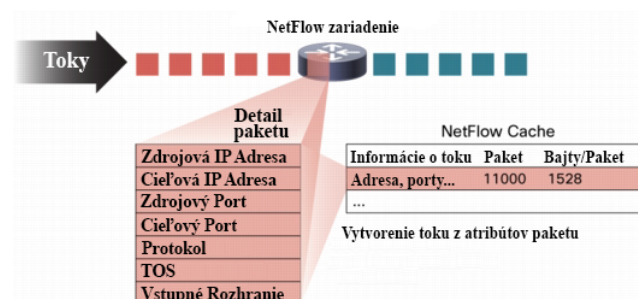 NetFlow zariadenie
Toky
Detail
paketu
Zdrojová IP Adresa
Cieľová IP Adresa
Zdrojový Port
Cieľový Port
Protokol
TOS
Vstupné Rozhranie
NetFlow Cache
Informácie o toku Paket Bajty/Paket
Adresa, porty... 11000 1528
...
Vytvorenie toku z atribútov paketu